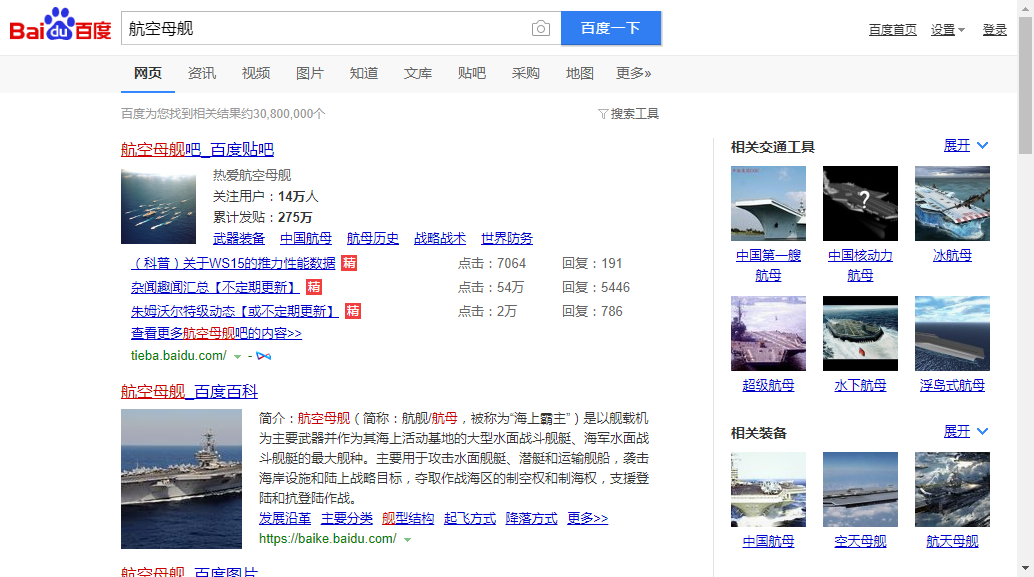 Bai du 百度
航空母舰
百度一下
百度首页 设置 登录
网页 资讯 视频 图片 知道 文库 贴吧 采购 地图 更多»
百度为您找到相关结果约30,800,000个
搜索工具
航空母舰吧_百度贴吧
热爱航空母舰
关注用户：14万人
累计发贴：275万
武器装备 中国航母 航母历史 战略战术 世界防务
（科普）关于WS15的推力性能数据 精 点击：7064 回复：191
杂闻趣闻汇总【不定期更新】 精 点击：54万 回复：5446
朱姆沃尔特级动态【或不定期更新】 精 点击：2万 回复：786
查看更多航空母舰吧的内容>>
tieba.baidu.com/ -
航空母舰_百度百科
简介：航空母舰（简称：航舰/航母，被称为“海上霸主”）是以舰载机
为主要武器并作为其海上活动基地的大型水面战斗舰艇、海军水面战
斗舰艇的最大舰种。主要用于攻击水面舰艇、潜艇和运输舰船，袭击
海岸设施和陆上战略目标，夺取作战海区的制空权和制海权，支援登
陆和抗登陆作战。
发展沿革 主要分类 舰型结构 起飞方式 降落方式 更多>>
https://baike.baidu.com/
航空母舰_百度图片
相关交通工具 展开
?
中国第一艘
航母
中国核动力
航母
冰航母
超级航母 水下航母 浮岛式航母
相关装备 展开
中国航母 空天母舰 航天母舰